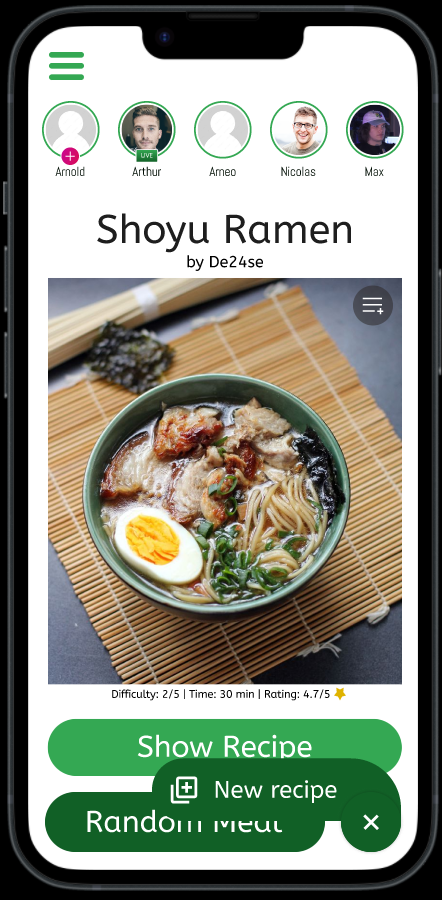 LIVE
Arnold Arthur Arneo Nicolas Max
Shoyu Ramen
by De24se
Difficulty: 2/5 | Time: 30 min | Rating: 4.7/5
Show Recipe
New recipe
Random Meal